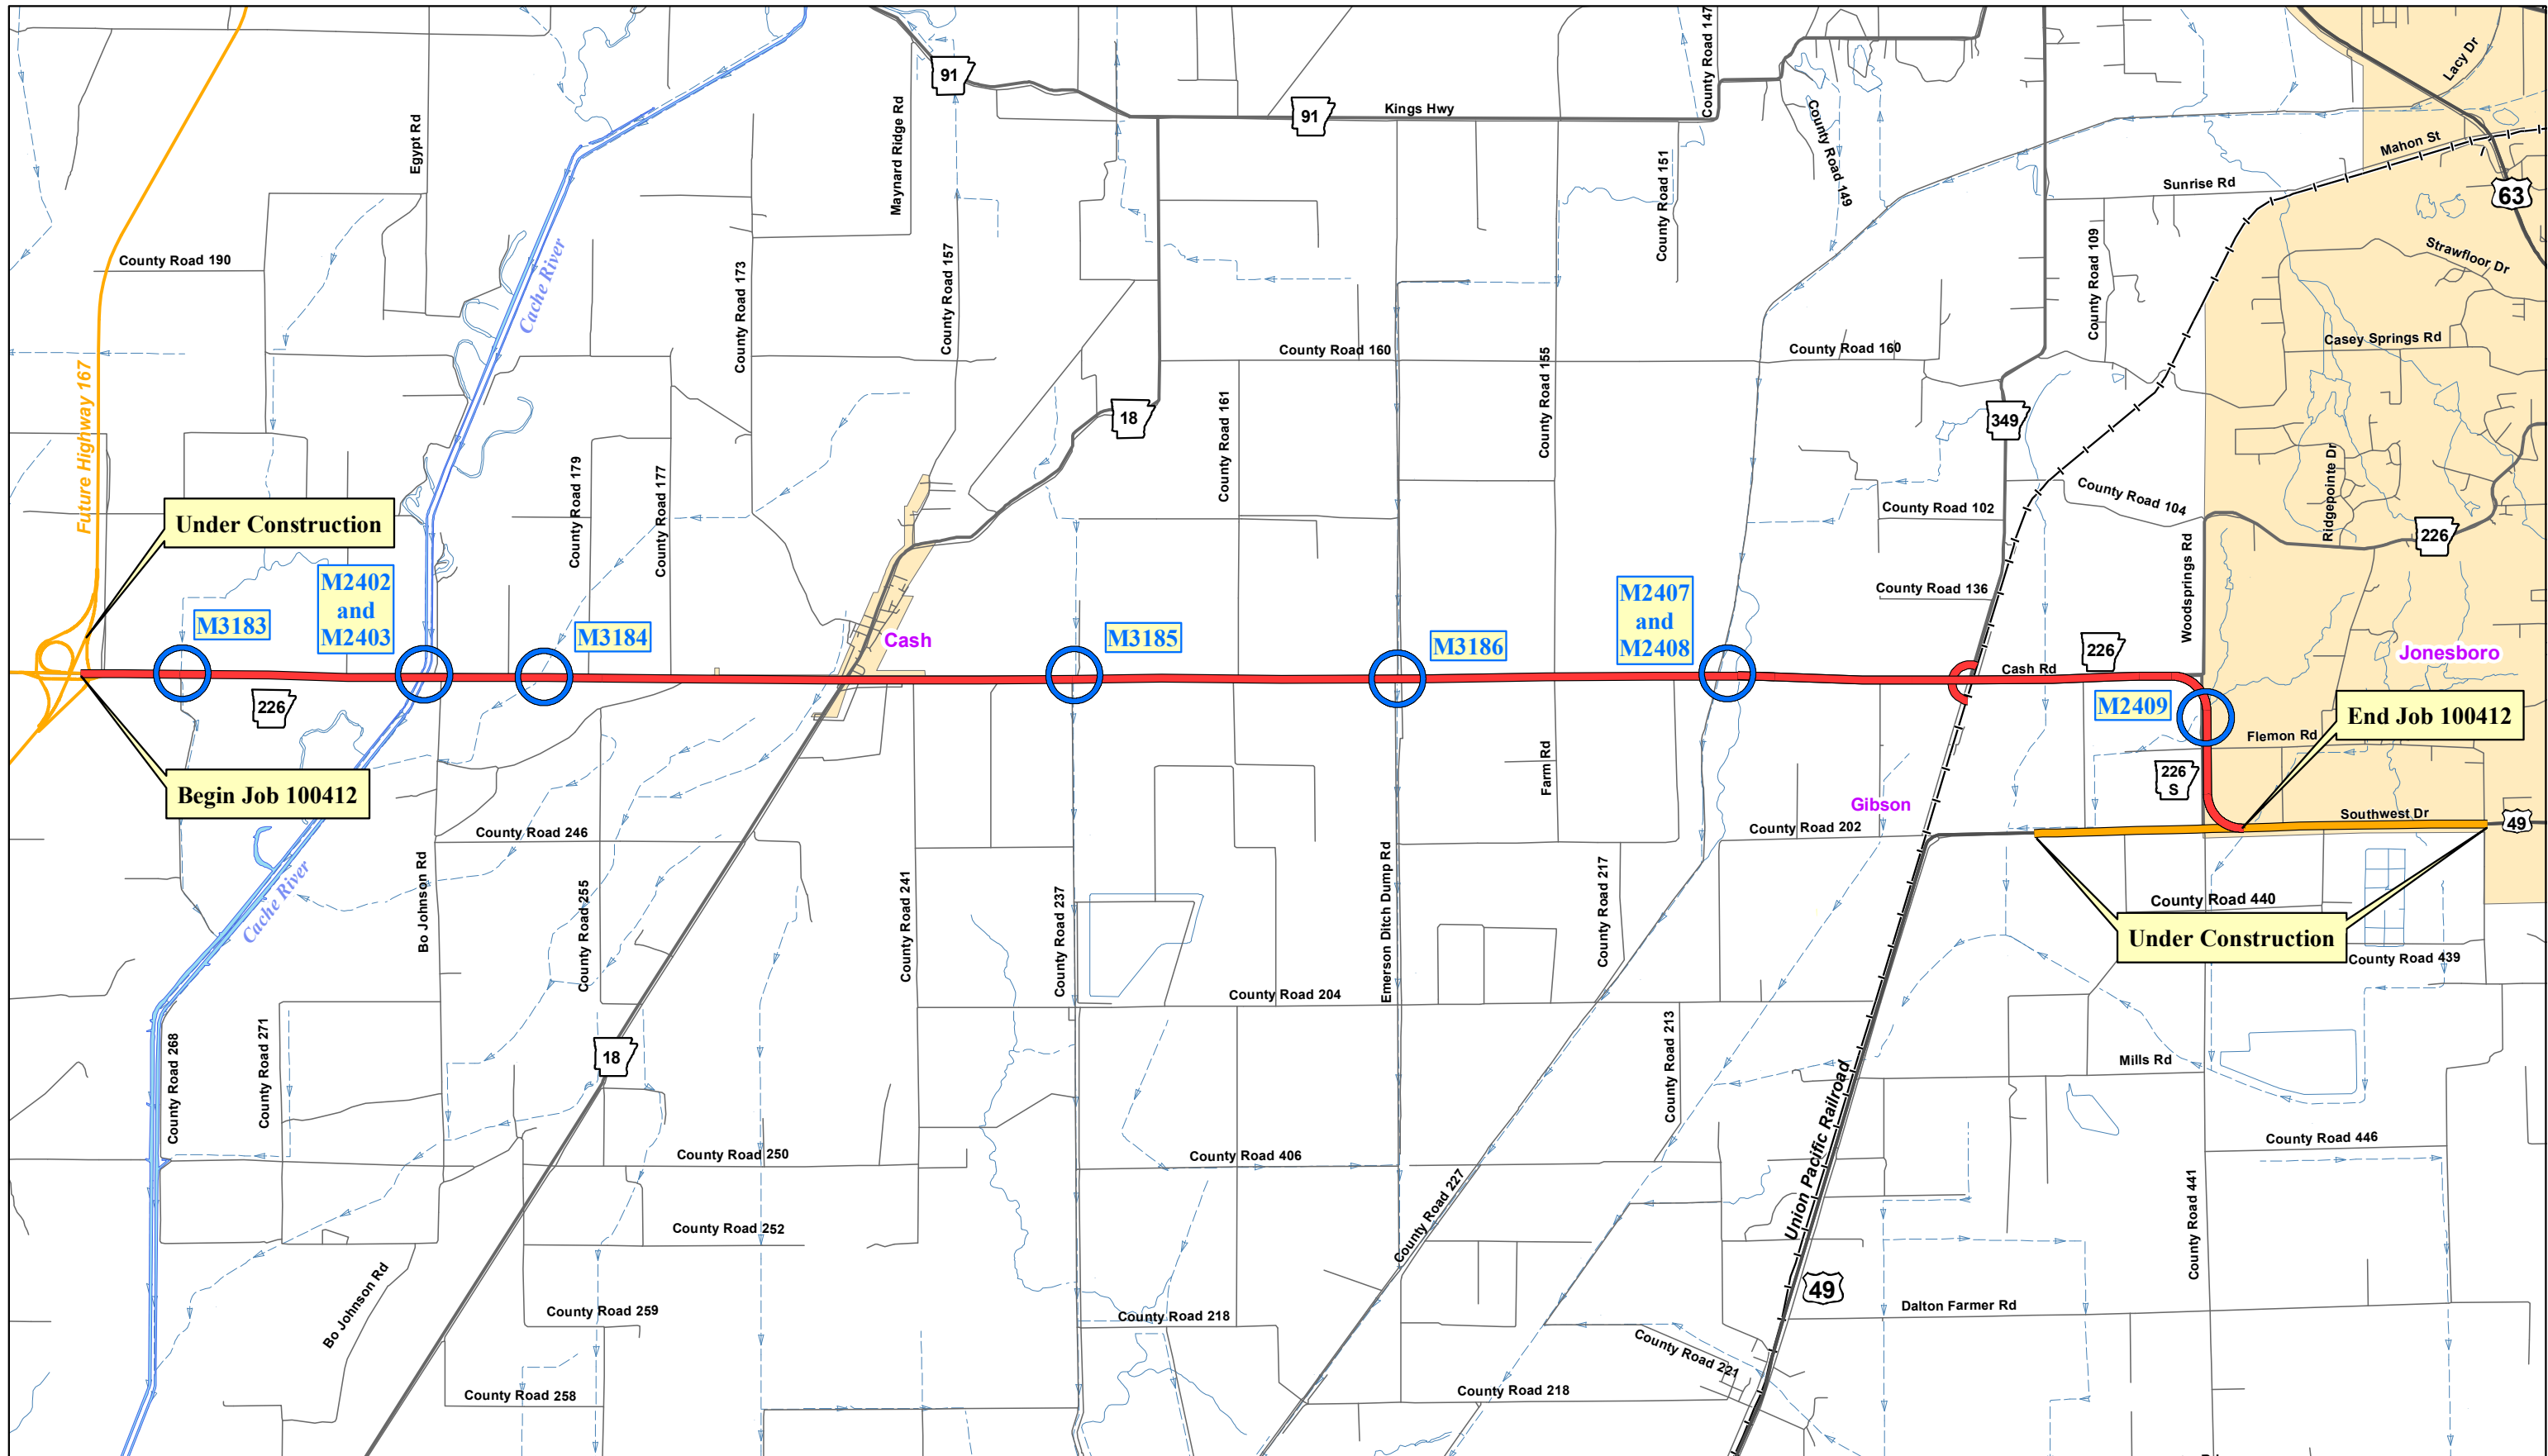 County Road 147
Lacy Dr
91
91
Kings Hwy
Egypt Rd
Maynard Ridge Rd
County Road 151
County Road 149
Mahon St
Sunrise Rd
63
County Road 190
Cache River
County Road 173
County Road 157
County Road 109
Strawfloor Dr
Future Highway 167
County Road 160
County Road 155
County Road 160
Casey Springs Rd
18
County Road 161
349
Under Construction
County Road 179
County Road 177
County Road 102
County Road 104
Ridgepointe Dr
226
Woodsprings Rd
M2402
and
M2403
M3183
M3184
Cash
M3185
M3186
M2407
and
M2408
County Road 136
226
Cash Rd
Jonesboro
226
M2409
End Job 100412
Flemon Rd
226
S
Begin Job 100412
Farm Rd
Gibson
County Road 246
County Road 202
Southwest Dr
49
Bo Johnson Rd
County Road 255
County Road 241
County Road 237
Emerson Ditch Dump Rd
County Road 217
County Road 440
Under Construction
County Road 439
Cache River
County Road 204
County Road 268
County Road 271
18
County Road 213
Mills Rd
Union Pacific Railroad
County Road 250
County Road 406
County Road 446
County Road 227
County Road 441
County Road 252
49
Bo Johnson Rd
County Road 259
County Road 218
Dalton Farmer Rd
County Road 221
County Road 258
County Road 218